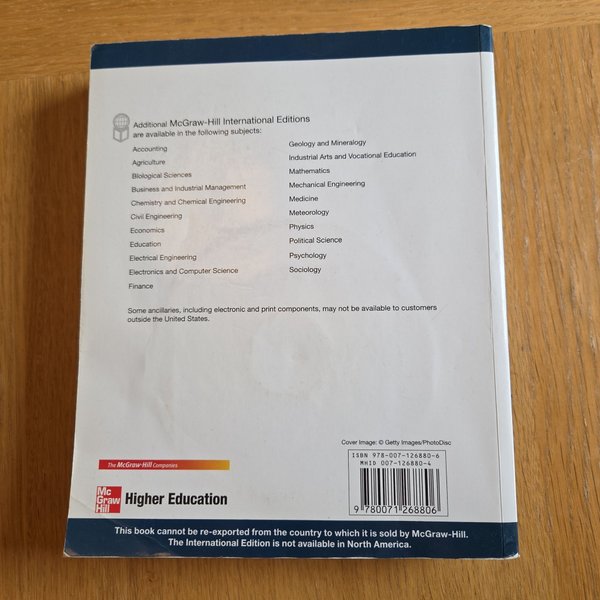 Additional McGraw-Hill International Editions
are available in the following subjects:
Accounting
Agriculture
Biological Sciences
Business and Industrial Management
Chemistry and Chemical Engineering
Civil Engineering
Economics
Education
Electrical Engineering
Electronics and Computer Science
Finance
Geology and Mineralogy
Industrial Arts and Vocational Education
Mathematics
Mechanical Engineering
Medicine
Meteorology
Physics
Political Science
Psychology
Sociology
Some ancillaries, including electronic and print components, may not be available to customers
outside the United States.
Cover Image: © Getty Images/PhotoDisc
ISBN 978-007-126880-6
MHID 007-126880-4
9 780071 268806
The McGraw·Hill Companies
Mc
Graw
Hill
Higher Education
This book cannot be re-exported from the country to which it is sold by McGraw-Hill.
The International Edition is not available in North America.